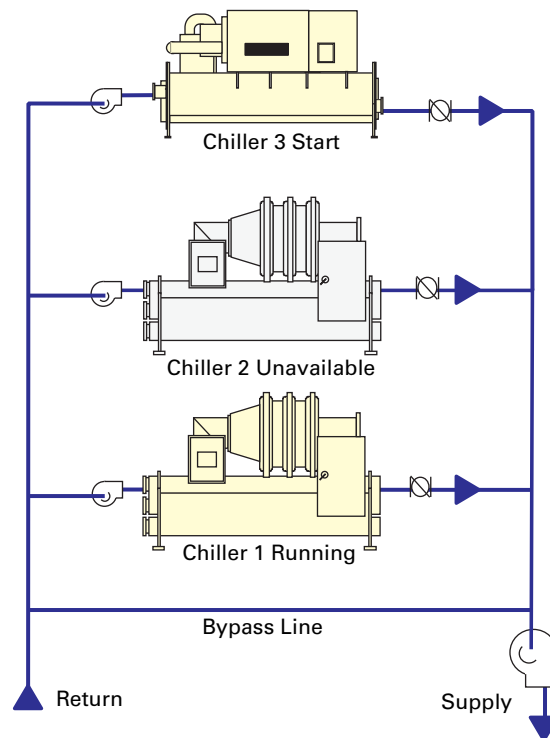 Chiller 3 Start
Chiller 2 Unavailable
Chiller 1 Running
Bypass Line
Return
Supply